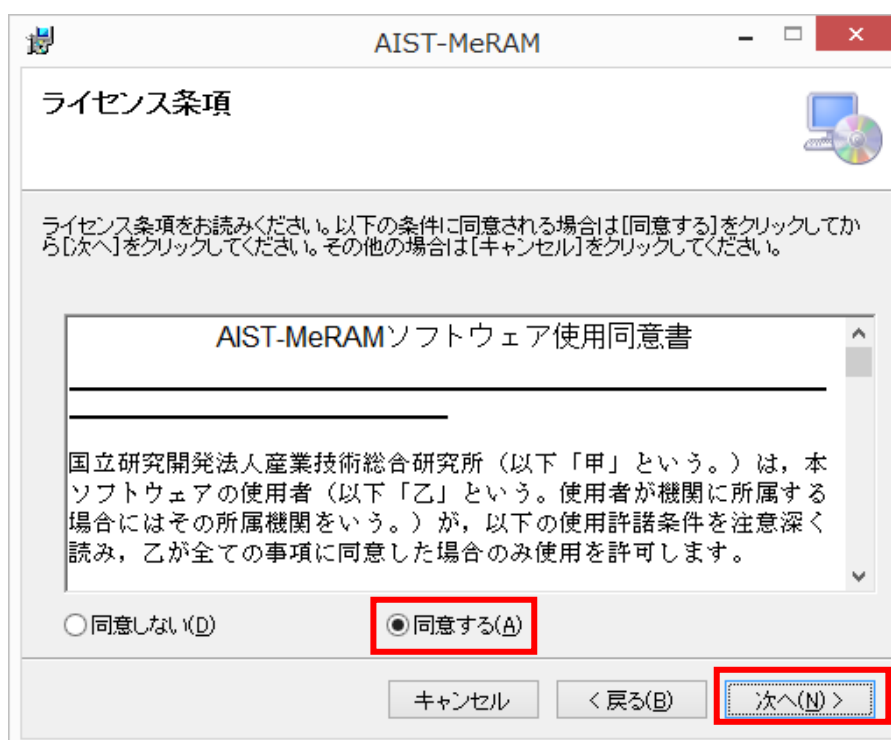 AIST-MeRAM
ライセンス条項
ライセンス条項をお読みください。以下の条件に同意される場合は[同意する]をクリックしてか
ら[次へ]をクリックしてください。その他の場合は[キャンセル]をクリックしてください。
AIST-MeRAMソフトウェア使用同意書
国立研究開発法人産業技術総合研究所（以下「甲」という。）は，本
ソフトウェアの使用者（以下「乙」という。使用者が機関に所属する
場合にはその所属機関をいう。）が，以下の使用許諾条件を注意深く
読み，乙が全ての事項に同意した場合のみ使用を許可します。
同意しない(D) 同意する(A)
キャンセル < 戻る(B) 次へ(N) >